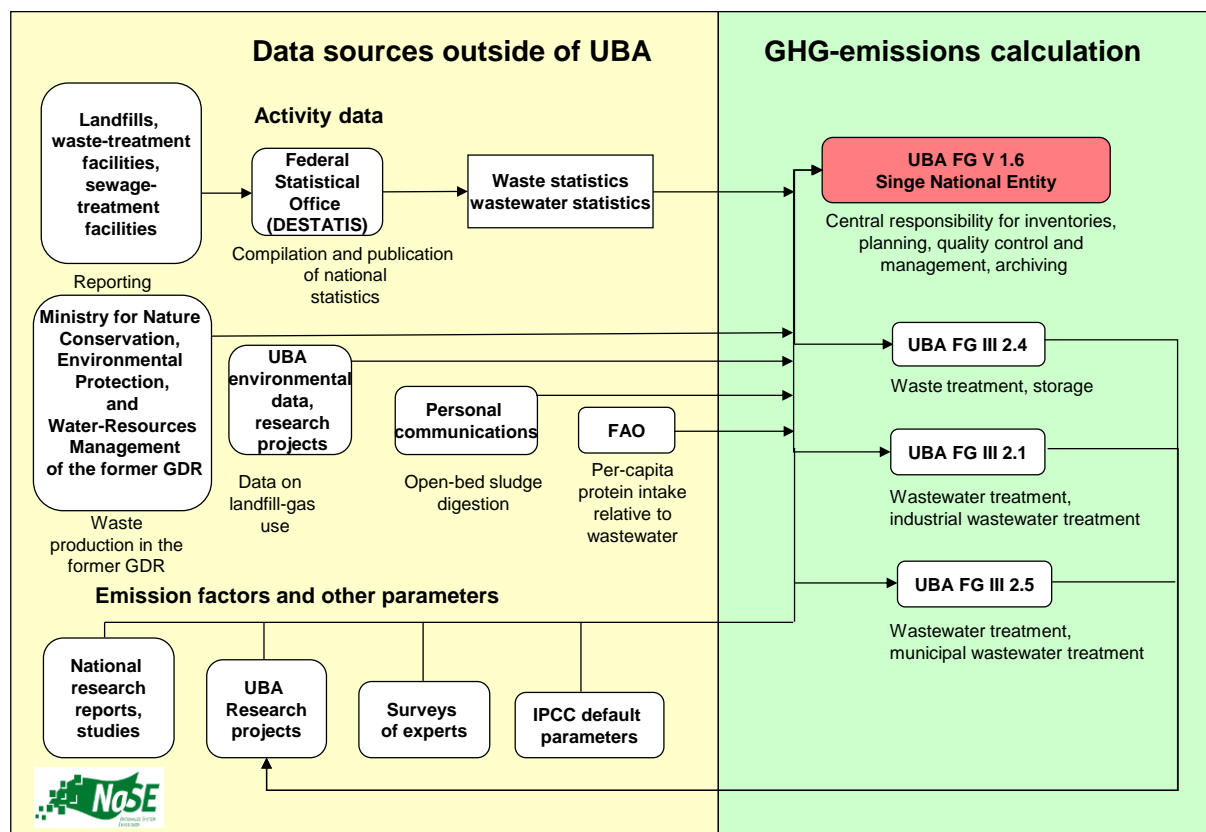 Data sources outside of UBA
GHG-emissions calculation
Landfills,
waste-treatment
facilities,
sewage-
treatment
facilities
Reporting
Activity data
Federal
Statistical
Office
(DESTATIS)
Compilation and publication
of national
statistics
Waste statistics
wastewater statistics
UBA FG V 1.6
Singe National Entity
Central responsibility for inventories,
planning, quality control and
management, archiving
Ministry for Nature
Conservation,
Environmental
Protection,
and
Water-Resources
Management
of the former GDR
Waste
production in the
former GDR
UBA
environmental
data,
research
projects
Data on
landfill-gas
use
Personal
communications
Open-bed sludge
digestion
FAO
Per-capita
protein intake
relative to
wastewater
UBA FG III 2.4
Waste treatment, storage
UBA FG III 2.1
Wastewater treatment,
industrial wastewater treatment
UBA FG III 2.5
Wastewater treatment,
municipal wastewater treatment
Emission factors and other parameters
National
research
reports,
studies
UBA
Research
projects
Surveys
of experts
IPCC default
parameters
NaSE